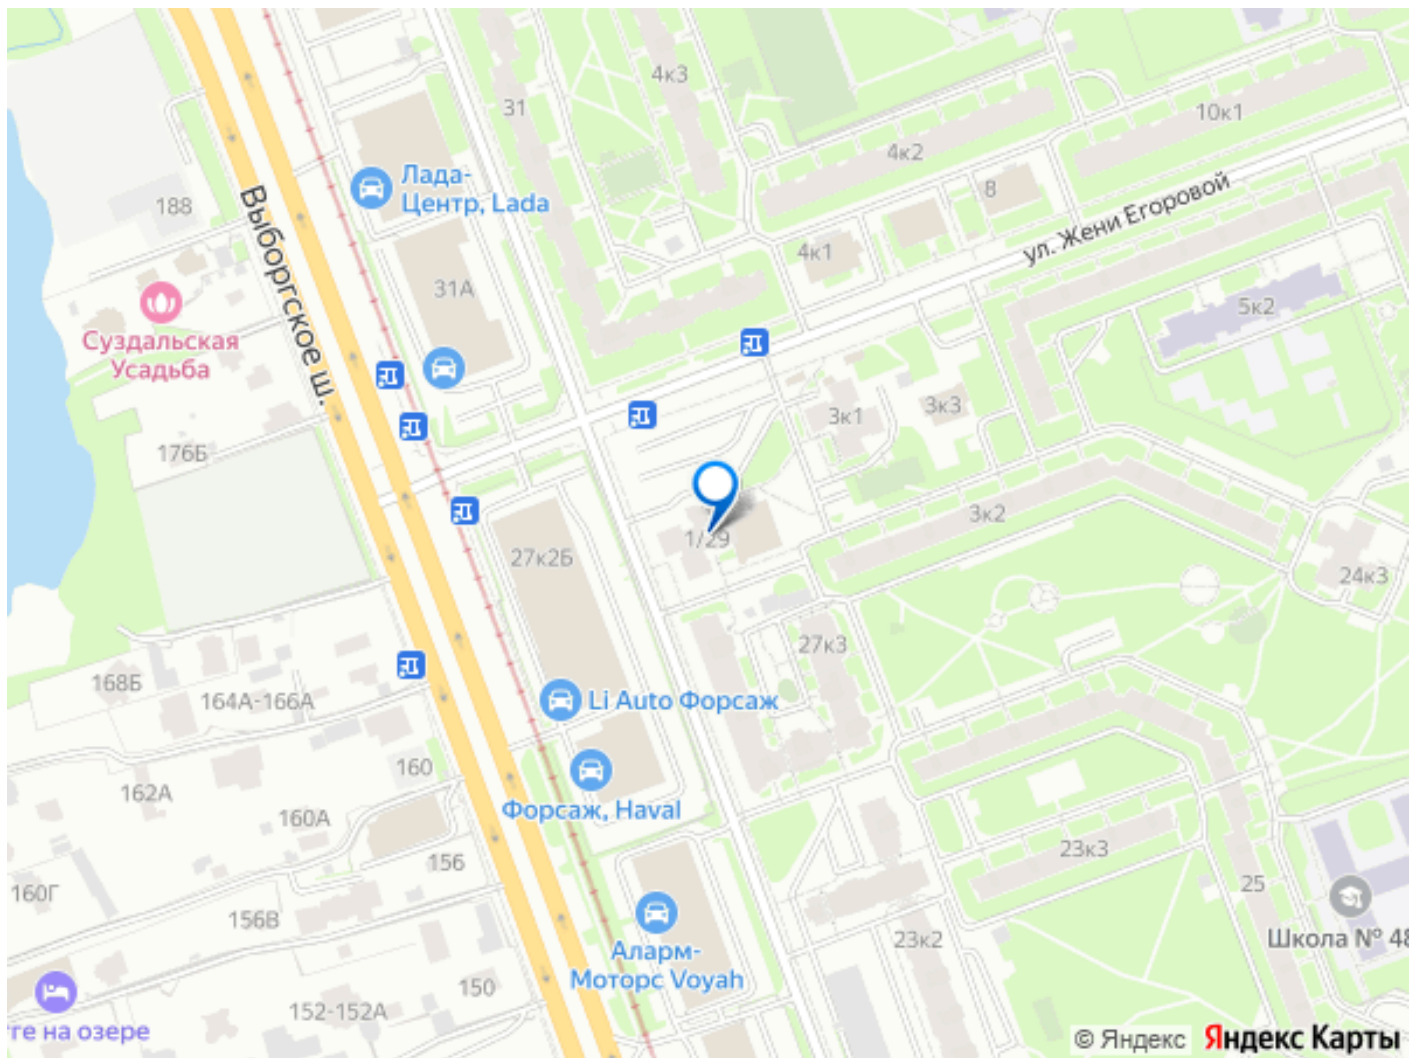 4к3
31
10к1
4к2
Лада-
Центр, Lada
8
188
Выборгское ш.
ул. Жени Егоровой
4к1
31А
5к2
Суздальская
Усадьба
3к1
3к3
176Б
3к2
1/29
27к2Б
24к3
27к3
168Б
164А-166А
Li Auto Форсаж
160
162А
Форсаж, Haval
160А
23к3
156
25
160Г
156В
Аларм-
Моторс Voyah
23к2
Школа № 48
150
152-152А
тге на озере
© Яндекс
Яндекс Карты